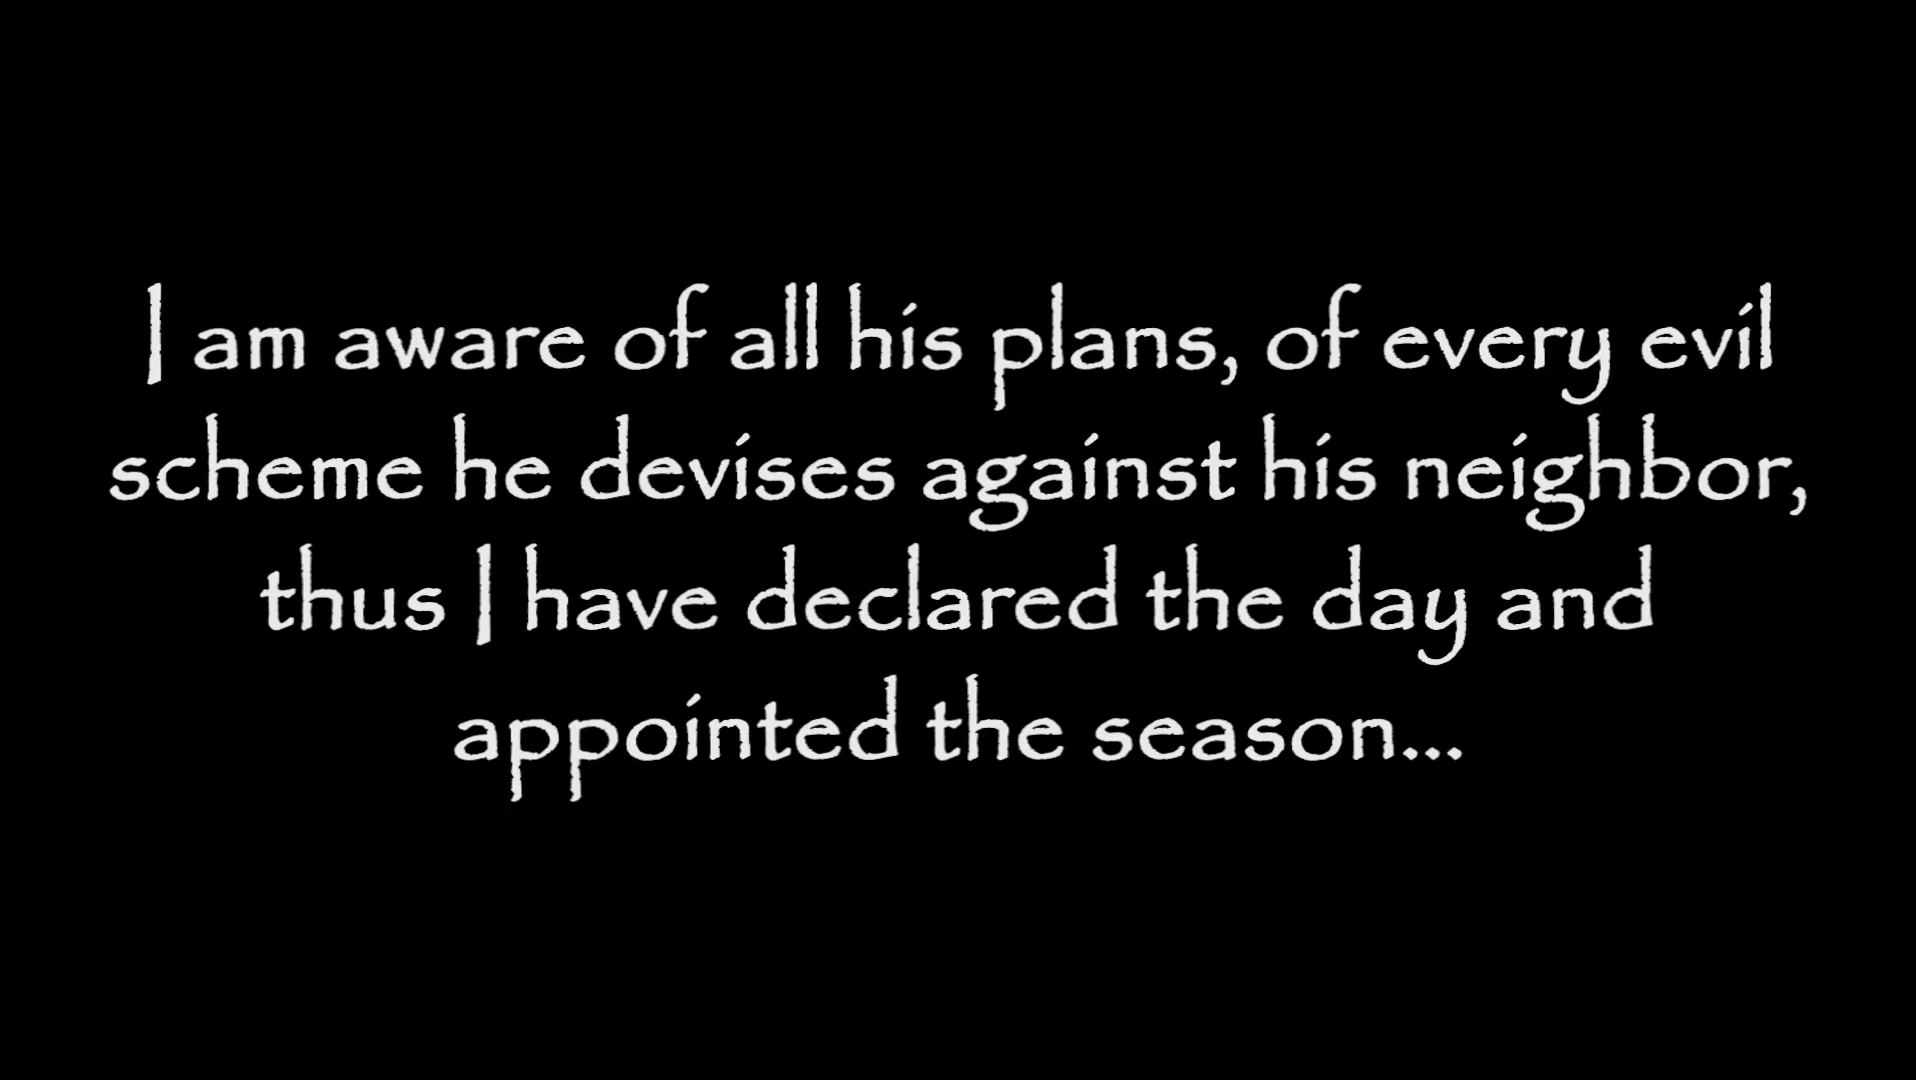 I am aware of all his plans, of every evil
scheme he devises against his neighbor,
thus I have declared the day and
appointed the season...